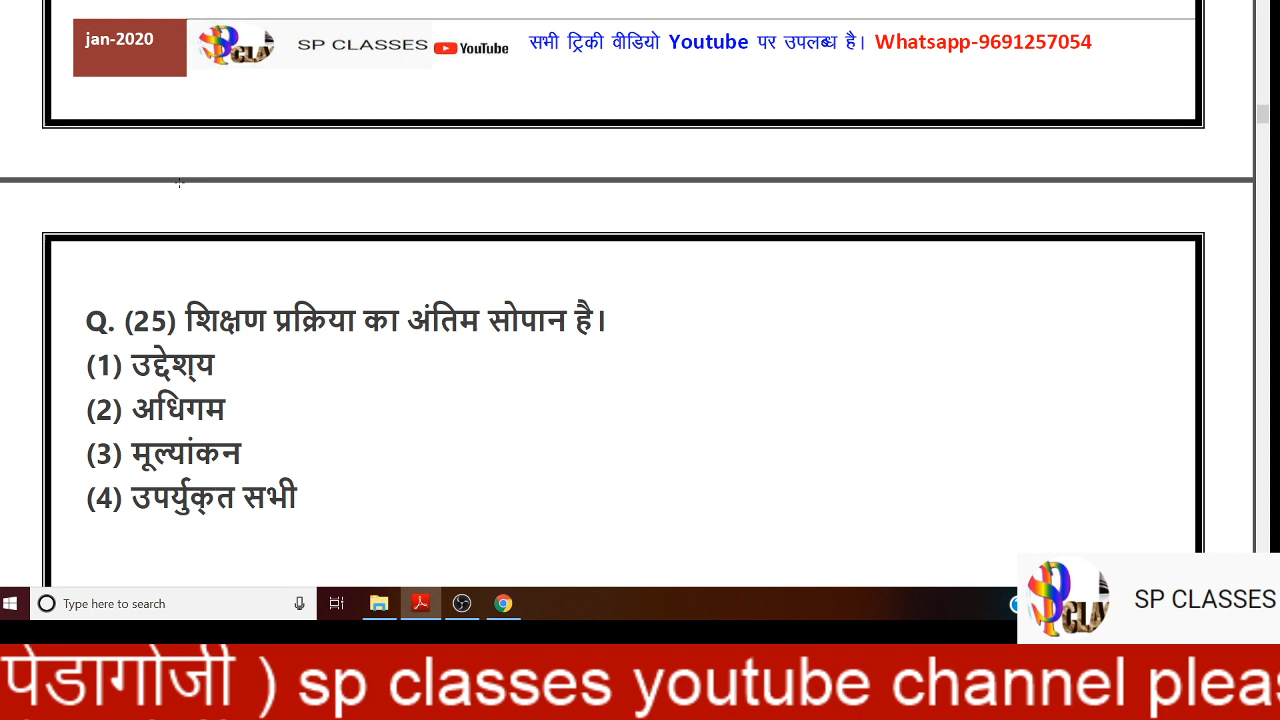 jan-2020 SP CLASSES YouTube सभी ट्रिकी वीडियो Youtube पर उपलब्ध है। Whatsapp-9691257054
Q. (25) शिक्षण प्रक्रिया का अंतिम सोपान है।
(1) उद्देश्य
(2) अधिगम
(3) मूल्यांकन
(4) उपर्युक्त सभी
Type here to search
SP CLASSES
पेडागोजी ) sp classes youtube channel pleas